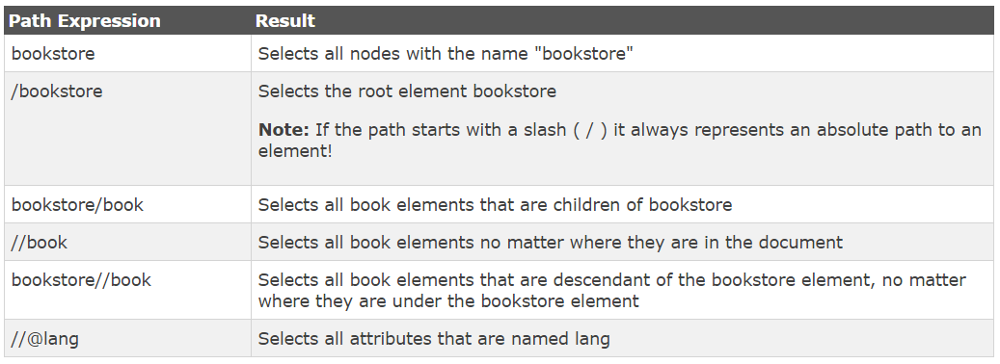 Path Expression Result
bookstore Selects all nodes with the name "bookstore"
/bookstore Selects the root element bookstore
Note: If the path starts with a slash ( / ) it always represents an absolute path to an
element!
bookstore/book Selects all book elements that are children of bookstore
//book Selects all book elements no matter where they are in the document
bookstore//book Selects all book elements that are descendant of the bookstore element, no matter
where they are under the bookstore element
//@lang Selects all attributes that are named lang